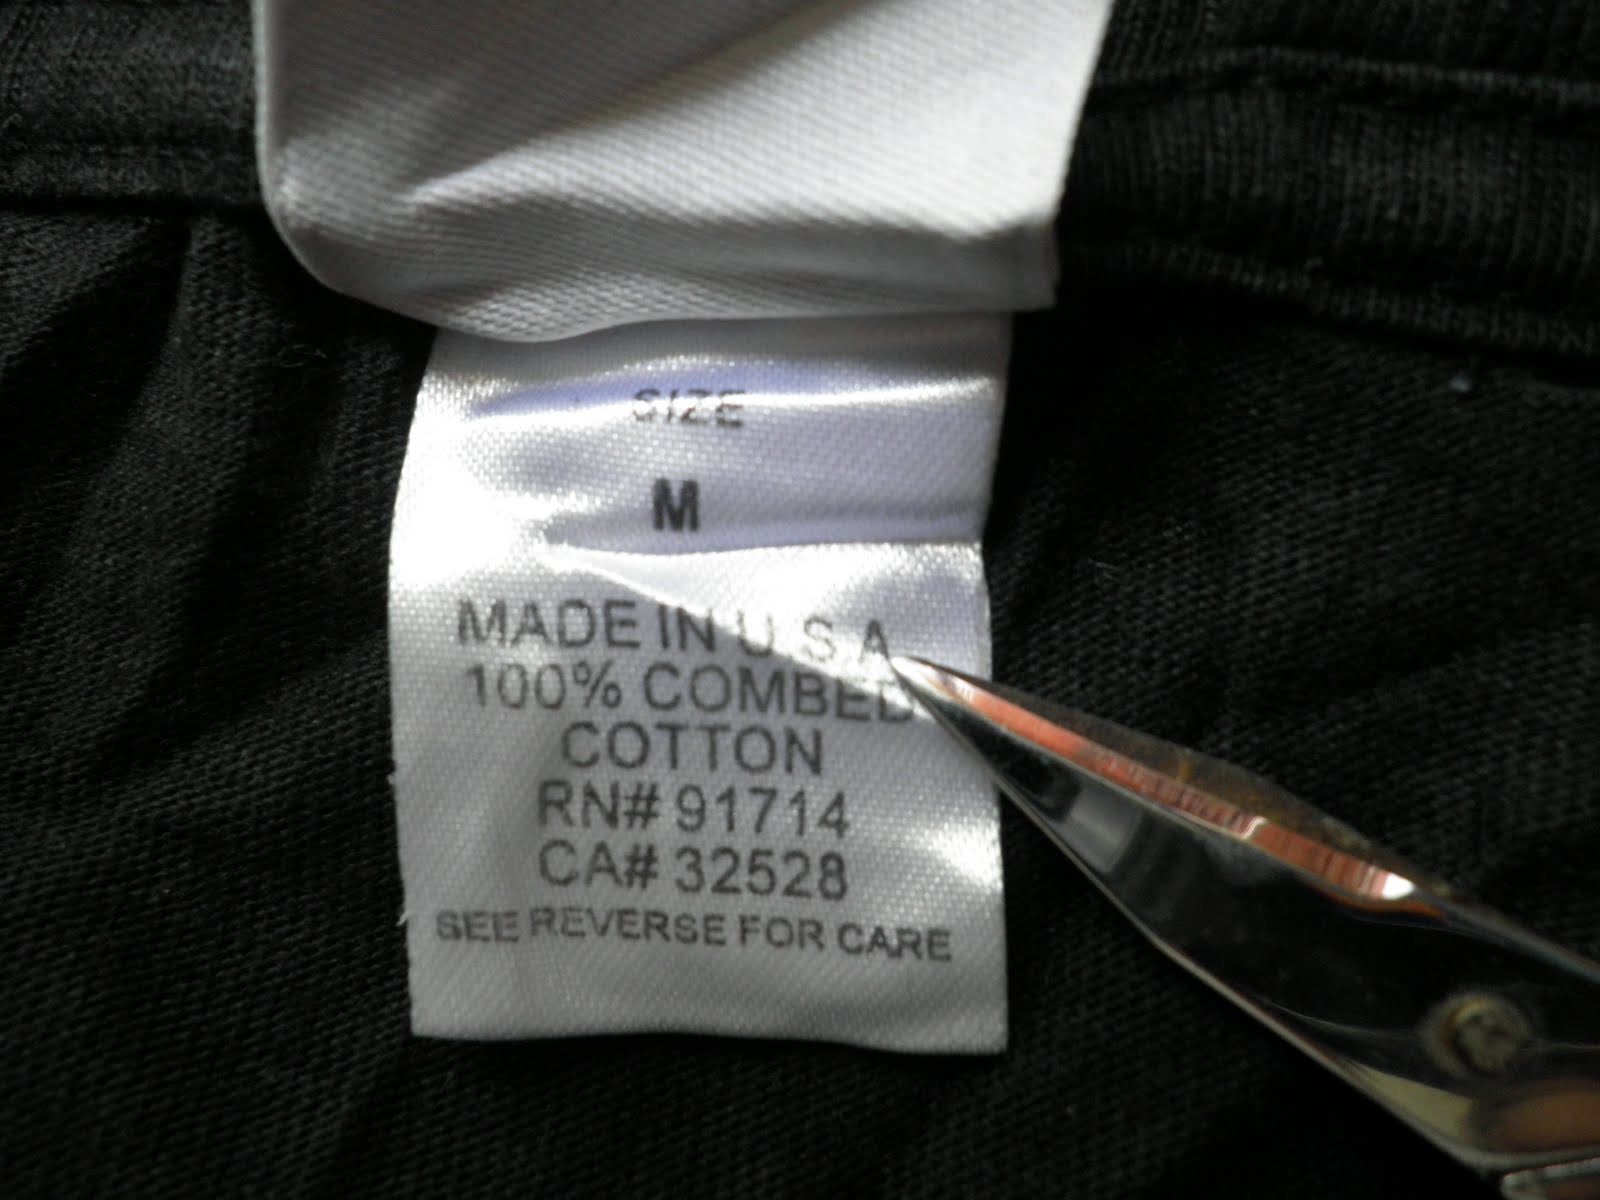 SIZE
M
MADE IN U.S.A.
100% COMBED
COTTON
RN# 91714
CA# 32528
SEE REVERSE FOR CARE